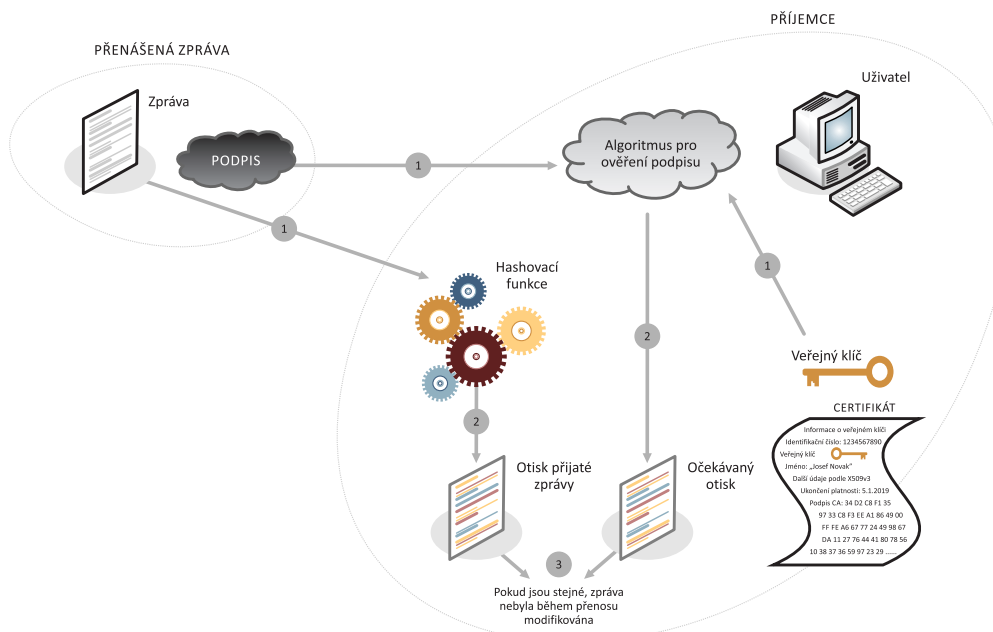 PŘÍJEMCE
PŘENÁŠENÁ ZPRÁVA
Zpráva
Uživatel
PODPIS
1
Algoritmus pro
ověření podpisu
1
1
Hashovací
funkce
2
2
Veřejný klíč
CERTIFIKÁT
Informace o veřejném klíči
Identifikační číslo: 1234567890
Veřejný klíč
Jméno: „Josef Novak"
Další údaje podle X509v3
Ukončení platnosti: 5.1.2019
Podpis CA: 34 D2 C8 F1 35
97 33 C8 F3 EE A1 86 49 00
FF FE A6 67 77 24 49 98 67
DA 11 27 76 44 41 80 78 56
10 38 37 36 59 97 23 29 ......
Otisk přijaté
zprávy
Očekávaný
otisk
3
Pokud jsou stejné, zpráva
nebyla během přenosu
modifikována